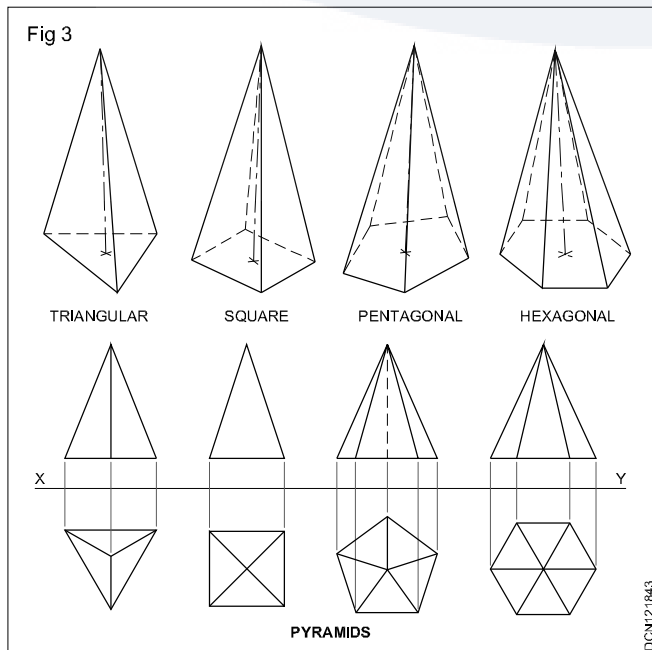 Fig 3
TRIANGULAR
SQUARE
PENTAGONAL
HEXAGONAL
X
Y
PYRAMIDS
DCN121843